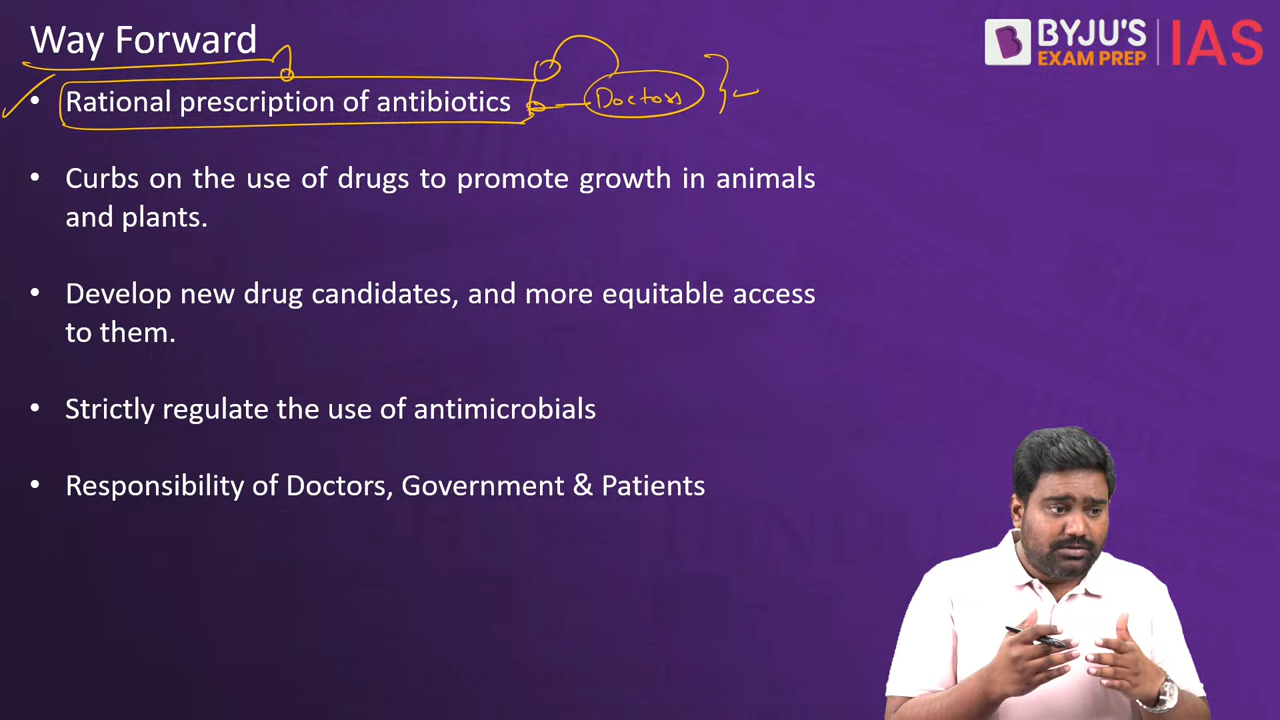 Way Forward
BYJU'S
EXAM PREP
IAS
• Rational prescription of antibiotics
Doctors
• Curbs on the use of drugs to promote growth in animals
and plants.
• Develop new drug candidates, and more equitable access
to them.
• Strictly regulate the use of antimicrobials
• Responsibility of Doctors, Government & Patients